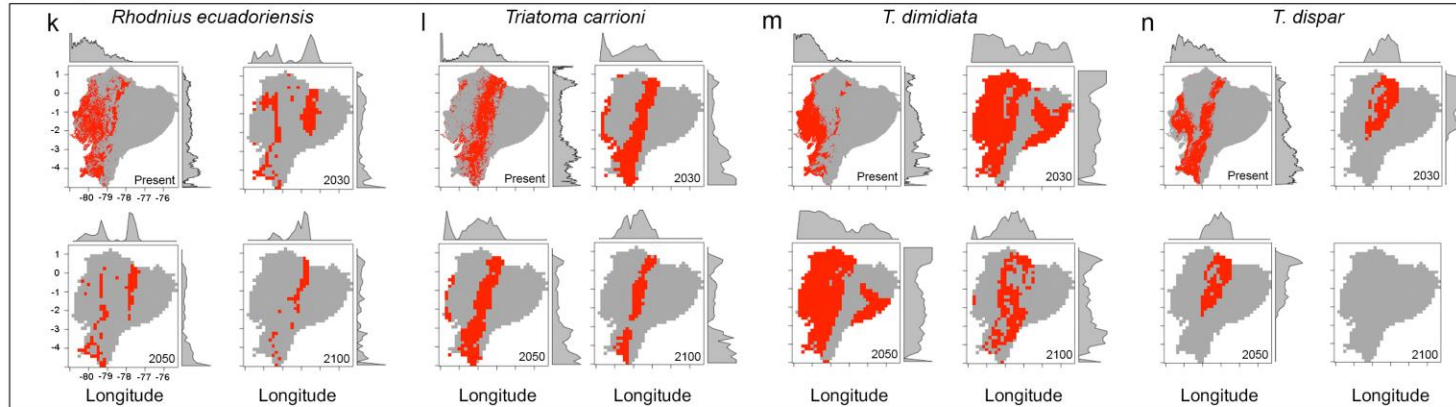 k Rhodnius ecuadoriensis l Triatoma carrioni m T. dimidiata n T. dispar
1
0
-1
-2
-3
-4
Present 2030 Present 2030 Present 2030 Present 2030
-80 -79 -78 -77 -76
1
0
-1
-2
-3
-4
2050 2100 2050 2100 2050 2100 2050 2100
-80 -79 -78 -77 -76
Longitude Longitude Longitude Longitude Longitude Longitude Longitude Longitude